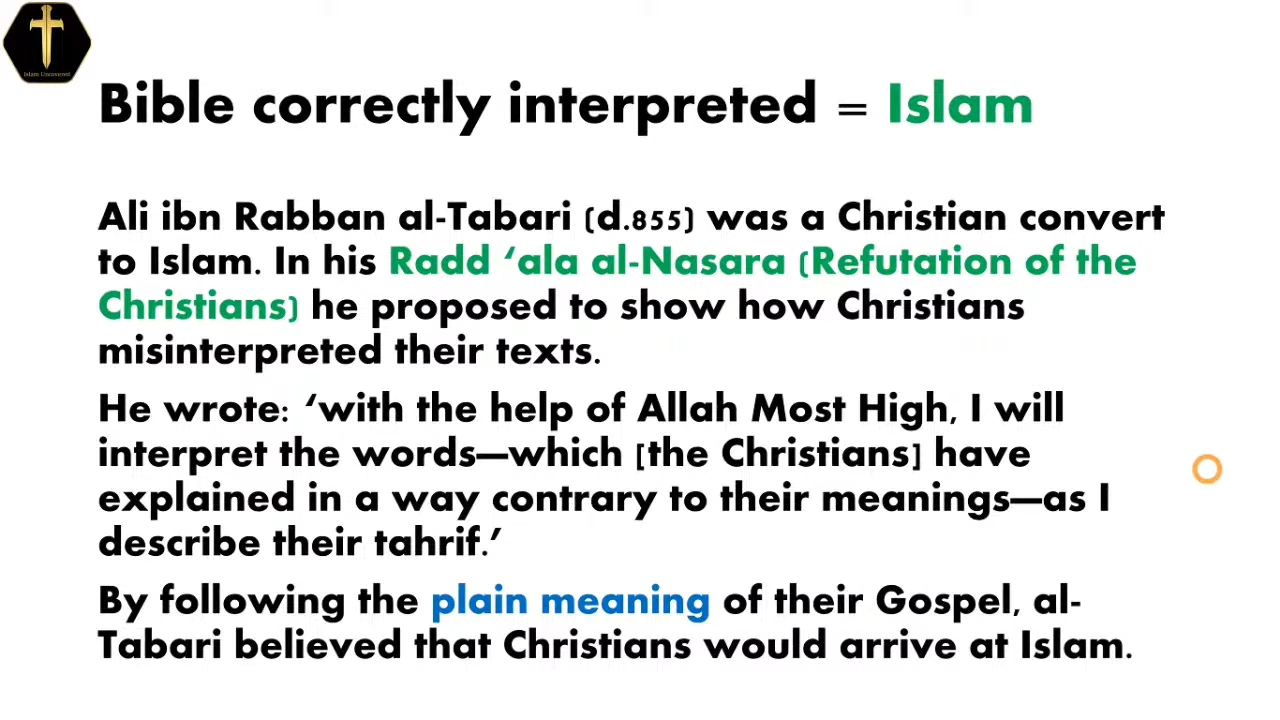 Islam Uncovered
Bible correctly interpreted = Islam
Ali ibn Rabban al-Tabari (d.855) was a Christian convert
to Islam. In his Radd ‘ala al-Nasara (Refutation of the
Christians) he proposed to show how Christians
misinterpreted their texts.
He wrote: ‘with the help of Allah Most High, I will
interpret the words—which [the Christians] have
explained in a way contrary to their meanings—as I
describe their tahrif.’
By following the plain meaning of their Gospel, al-
Tabari believed that Christians would arrive at Islam.